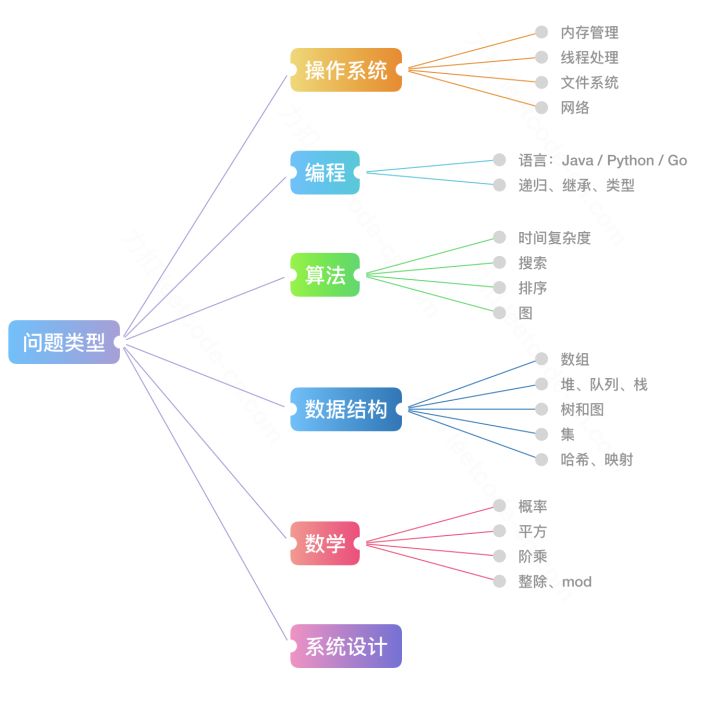 问题类型
操作系统
内存管理
线程处理
文件系统
网络
编程
语言：Java / Python / Go
递归、继承、类型
算法
时间复杂度
搜索
排序
图
数据结构
数组
堆、队列、栈
树和图
集
哈希、映射
数学
概率
平方
阶乘
整除、mod
系统设计